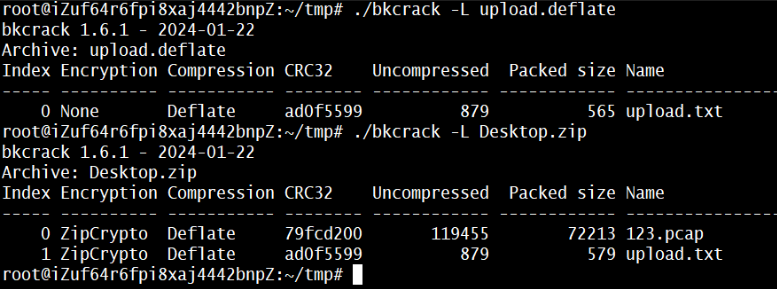 root@iZuf64r6fpi8xaj4442bnpZ:~/tmp# ./bkcrack -L upload.deflate
bkcrack 1.6.1 - 2024-01-22
Archive: upload.deflate
Index Encryption Compression CRC32    Uncompressed  Packed size Name
----- ---------- ----------- -------- ------------ ------------ ----------------
    0 None       Deflate     ad0f5599          879          565 upload.txt
root@iZuf64r6fpi8xaj4442bnpZ:~/tmp# ./bkcrack -L Desktop.zip
bkcrack 1.6.1 - 2024-01-22
Archive: Desktop.zip
Index Encryption Compression CRC32    Uncompressed  Packed size Name
----- ---------- ----------- -------- ------------ ------------ ----------------
    0 ZipCrypto  Deflate     79fcd200       119455        72213 123.pcap
    1 ZipCrypto  Deflate     ad0f5599          879          579 upload.txt
root@iZuf64r6fpi8xaj4442bnpZ:~/tmp#